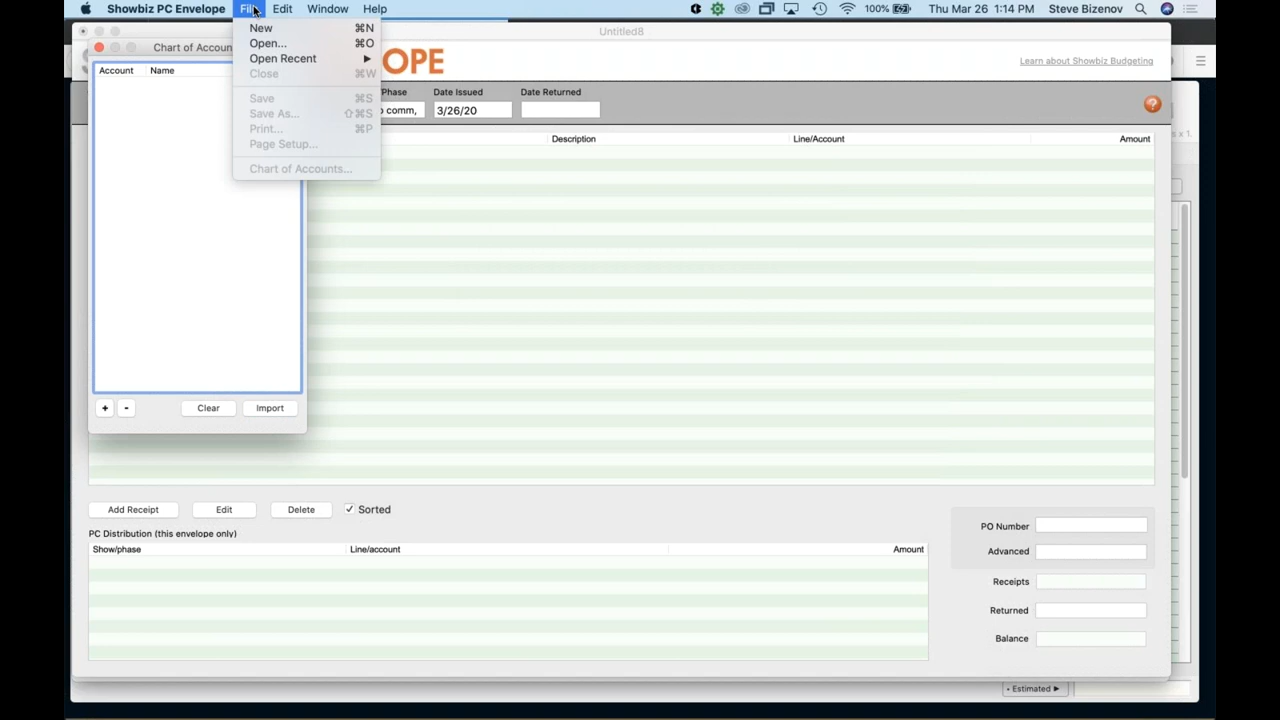 Showbiz PC Envelope File Edit Window Help 100% Thu Mar 26 1:14 PM Steve Bizenov
Untitled8
New ⌘N
Open... ⌘O
Open Recent ▶
Close ⌘W
Save ⌘S
Save As... ⇧⌘S
Print... ⌘P
Page Setup...
Chart of Accounts...
Chart of Accoun
Account Name
Clear Import
+ -
OPE
Learn about Showbiz Budgeting
/Phase Date Issued Date Returned
comm, 3/26/20
?
s x 1.
Description Line/Account Amount
Add Receipt Edit Delete Sorted
PC Distribution (this envelope only)
Show/phase Line/account Amount
PO Number
Advanced
Receipts
Returned
Balance
• Estimated ▶